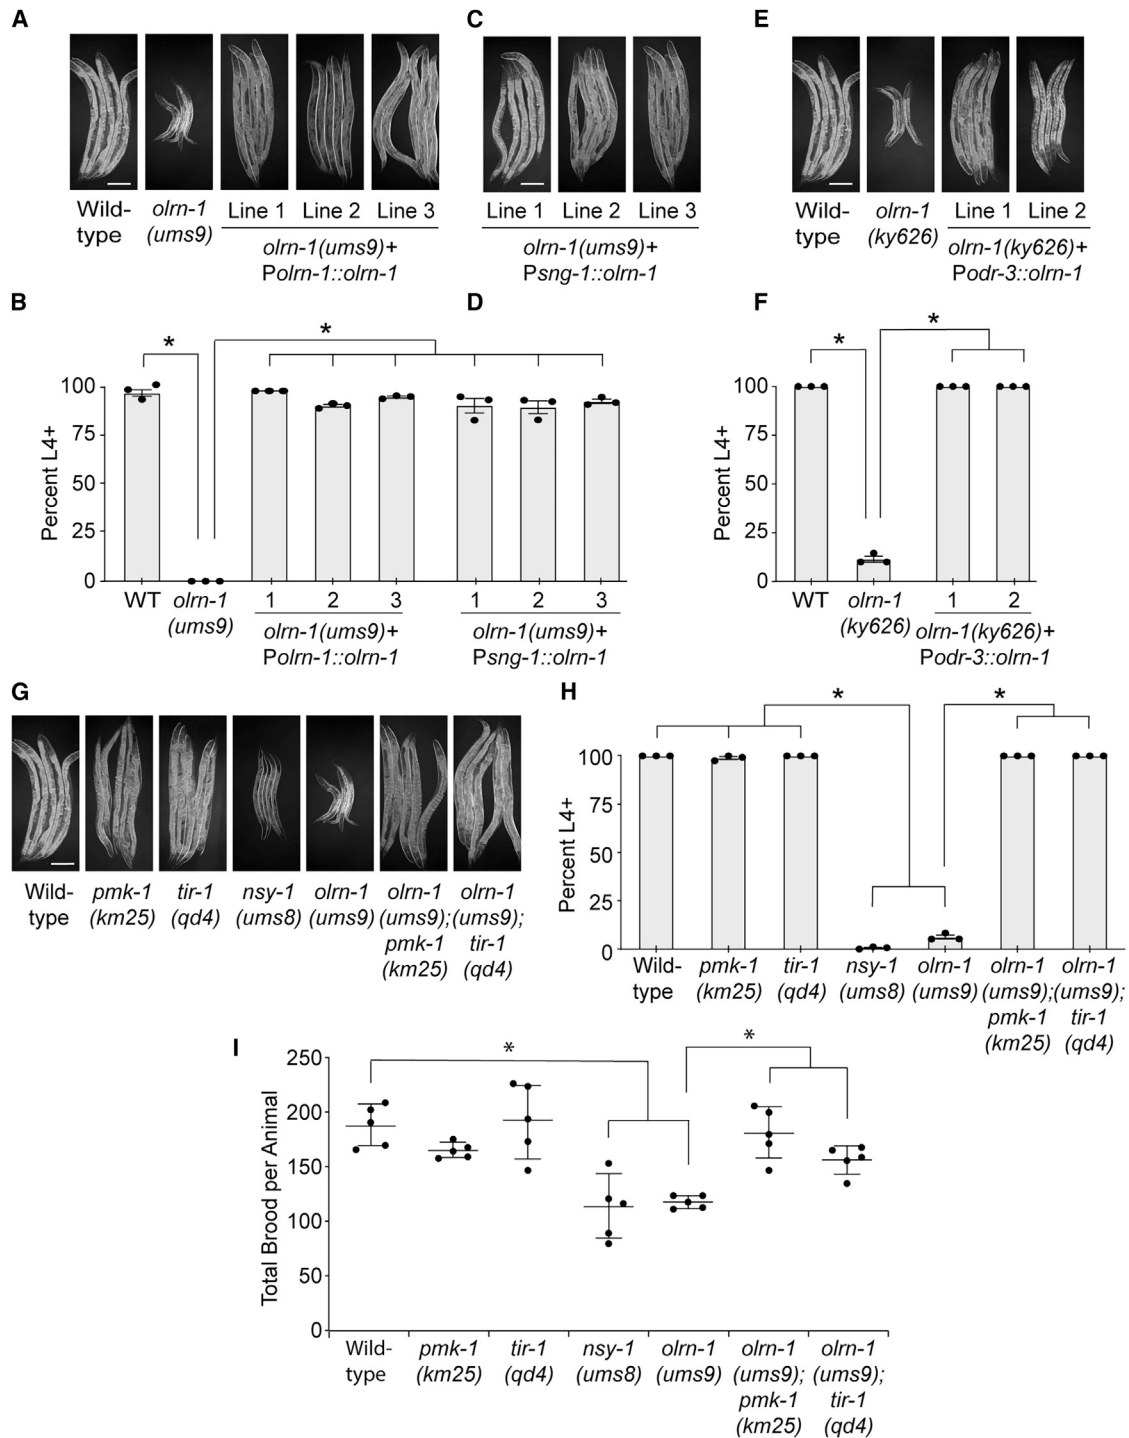 A
C
E
Wild-
type
olrn-1
(ums9)
Line 1
Line 2
Line 3
olrn-1(ums9)+
Polrn-1::olrn-1
Line 1
Line 2
Line 3
olrn-1(ums9)+
Psng-1::olrn-1
Wild-
type
olrn-1
(ky626)
Line 1
Line 2
olrn-1(ky626)+
Podr-3::olrn-1
B
D
F
*
*
Percent L4+
100
75
50
25
0
WT
olrn-1
(ums9)
1
2
3
olrn-1(ums9)+
Polrn-1::olrn-1
1
2
3
olrn-1(ums9)+
Psng-1::olrn-1
*
*
Percent L4+
100
75
50
25
0
WT
olrn-1
(ky626)
1
2
olrn-1(ky626)+
Podr-3::olrn-1
G
Wild-
type
pmk-1
(km25)
tir-1
(qd4)
nsy-1
(ums8)
olrn-1
(ums9)
olrn-1
(ums9);
pmk-1
(km25)
olrn-1
(ums9);
tir-1
(qd4)
H
*
*
Percent L4+
100
75
50
25
0
Wild-
type
pmk-1
(km25)
tir-1
(qd4)
nsy-1
(ums8)
olrn-1
(ums9)
olrn-1
(ums9);
pmk-1
(km25)
olrn-1
(ums9);
tir-1
(qd4)
I
*
*
Total Brood per Animal
250
200
150
100
50
0
Wild-
type
pmk-1
(km25)
tir-1
(qd4)
nsy-1
(ums8)
olrn-1
(ums9)
olrn-1
(ums9);
pmk-1
(km25)
olrn-1
(ums9);
tir-1
(qd4)